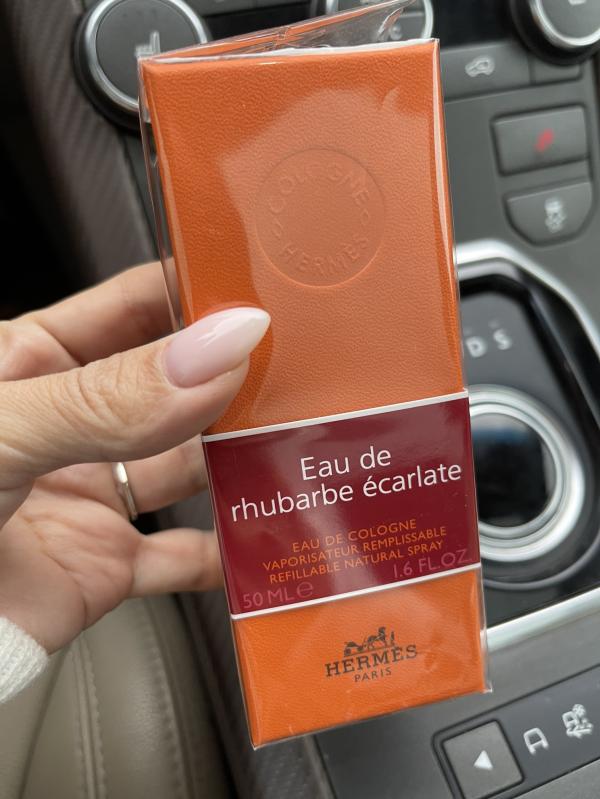 COLOGNE
HERMÈS
Eau de
rhubarbe écarlate
EAU DE COLOGNE
VAPORISATEUR REMPLISSABLE
REFILLABLE NATURAL SPRAY
50 ML e 1.6 FL.OZ.
HERMÈS
PARIS
D S
A